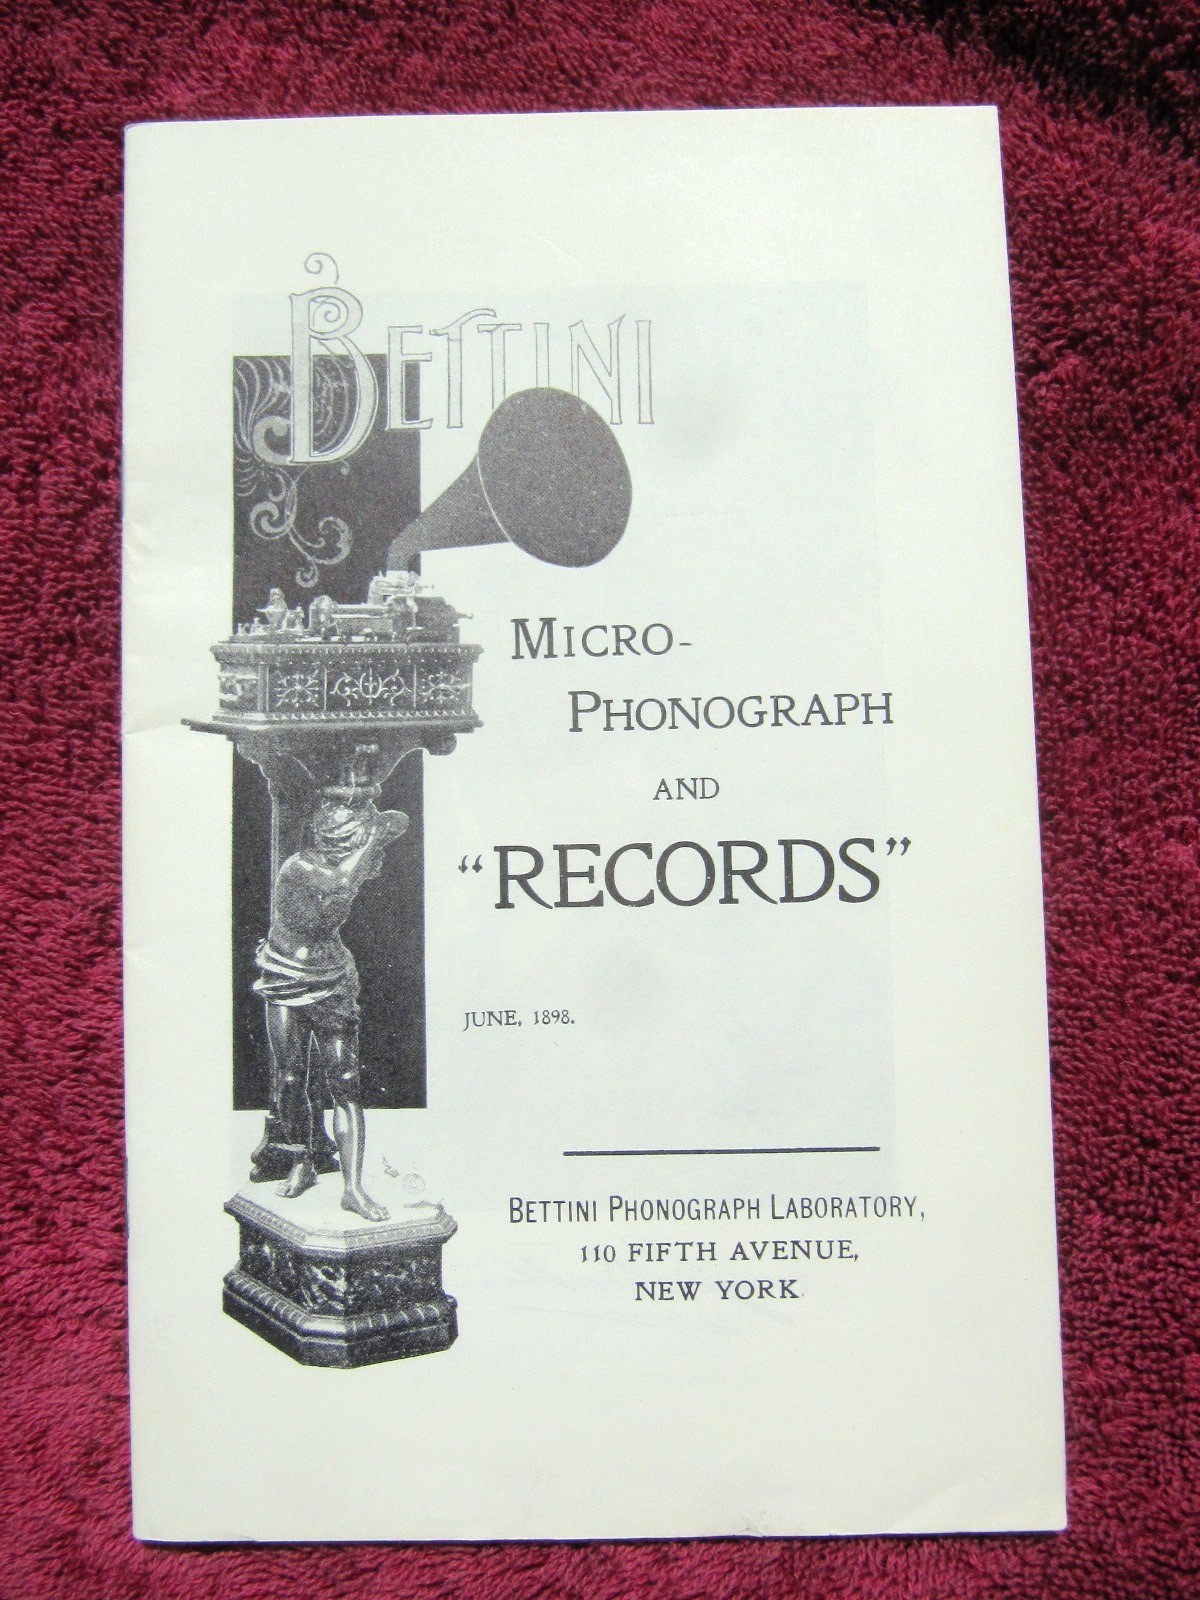 BETTINI
MICRO-
PHONOGRAPH
AND
“RECORDS”
JUNE, 1898.
BETTINI PHONOGRAPH LABORATORY,
110 FIFTH AVENUE,
NEW YORK.